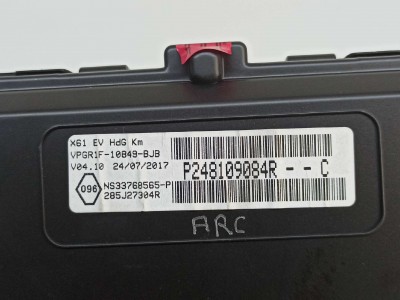 X61 EV HdG Km
VPGR1F-10849-BJB
V04.10 24/07/2017
P248109084R - - C
096
NS33768565-P
285J27304R
ARC